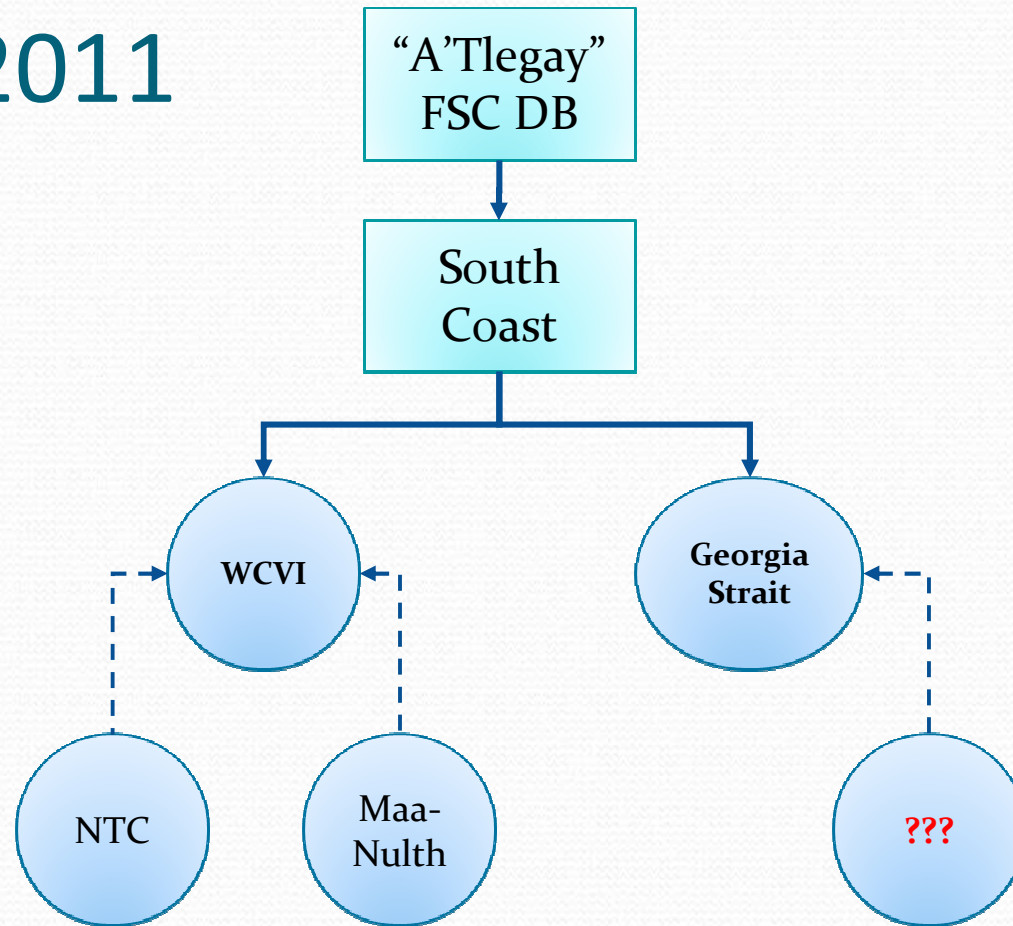 2011
“A’Tlegay”
FSC DB
South
Coast
WCVI
Georgia
Strait
NTC
Maa-
Nulth
???